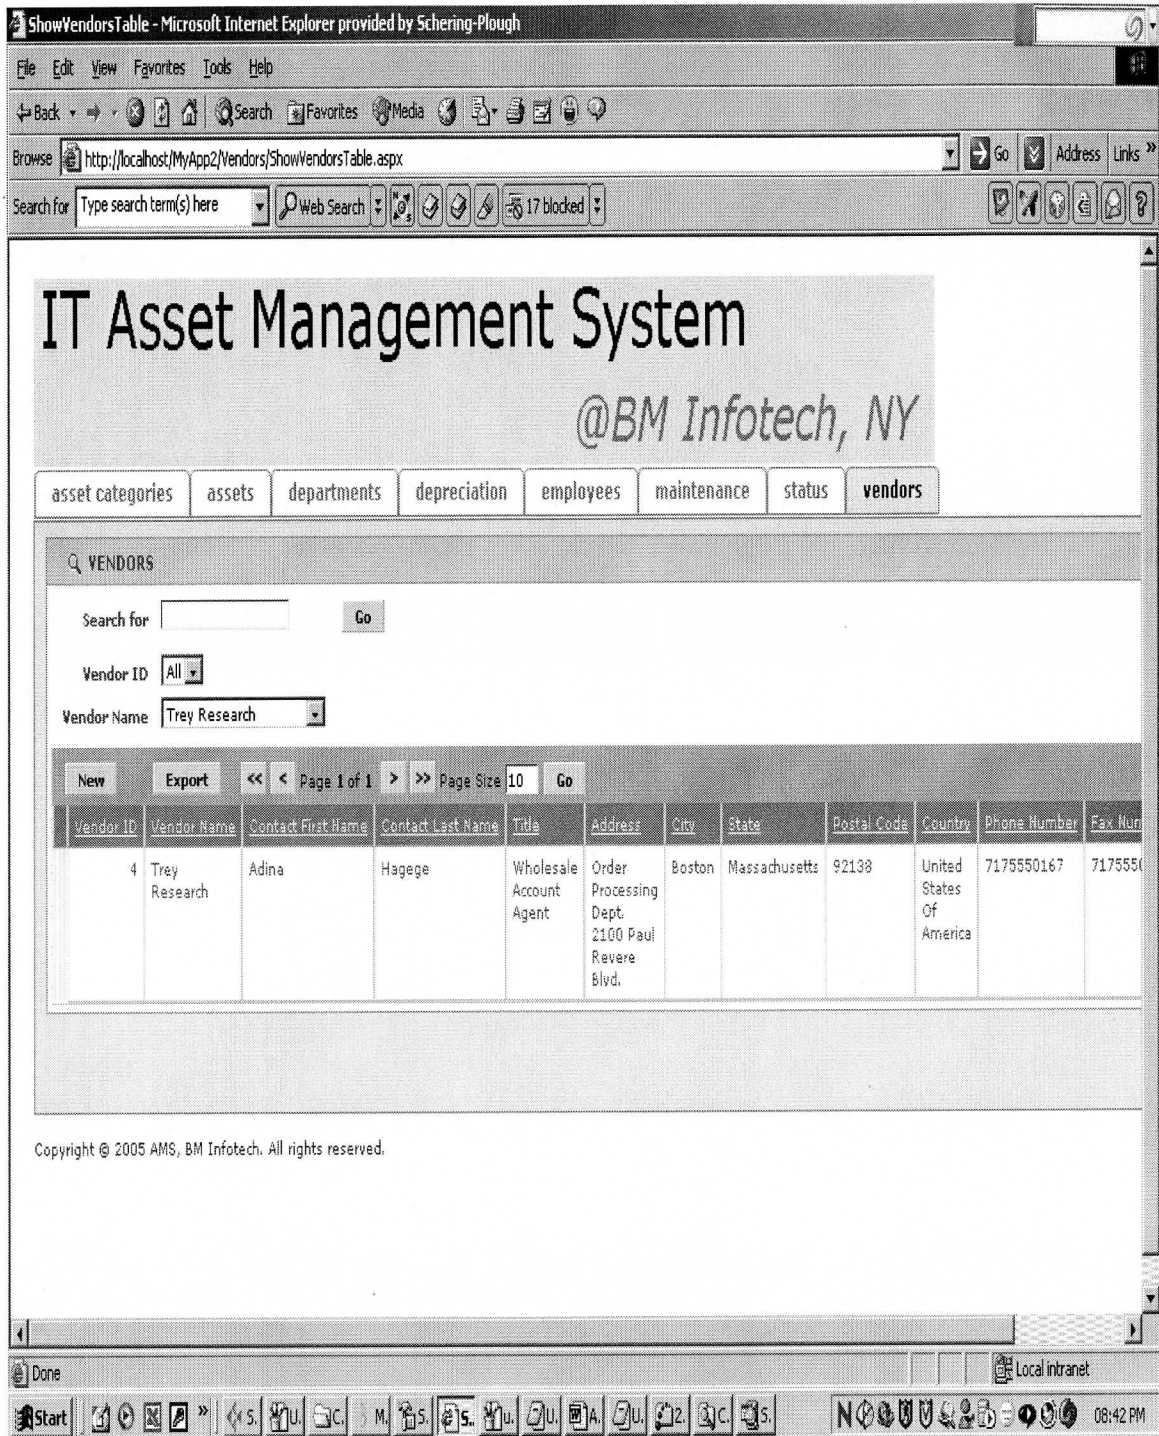 ShowVendorsTable - Microsoft Internet Explorer provided by Schering-Plough
File Edit View Favorites Tools Help
Back Search Favorites Media
Browse http://localhost/MyApp2/Vendors/ShowVendorsTable.aspx Go Address Links »
Search for Type search term(s) here Web Search 17 blocked
IT Asset Management System
@BM Infotech, NY
asset categories assets departments depreciation employees maintenance status vendors
VENDORS
Search for Go
Vendor ID All
Vendor Name Trey Research
New Export << < Page 1 of 1 > >> Page Size 10 Go
Vendor ID Vendor Name Contact First Name Contact Last Name Title Address City State Postal Code Country Phone Number Fax Num
4 Trey Adina Hagege Wholesale Order Boston Massachusetts 92138 United 7175550167 7175550
Research Account Processing States
Agent Dept. Of
2100 Paul America
Revere
Blvd.
Copyright © 2005 AMS, BM Infotech. All rights reserved.
Done Local intranet
Start » S. U. C. M. S. S.. u. U. A. U. 2. C. S. 08:42 PM